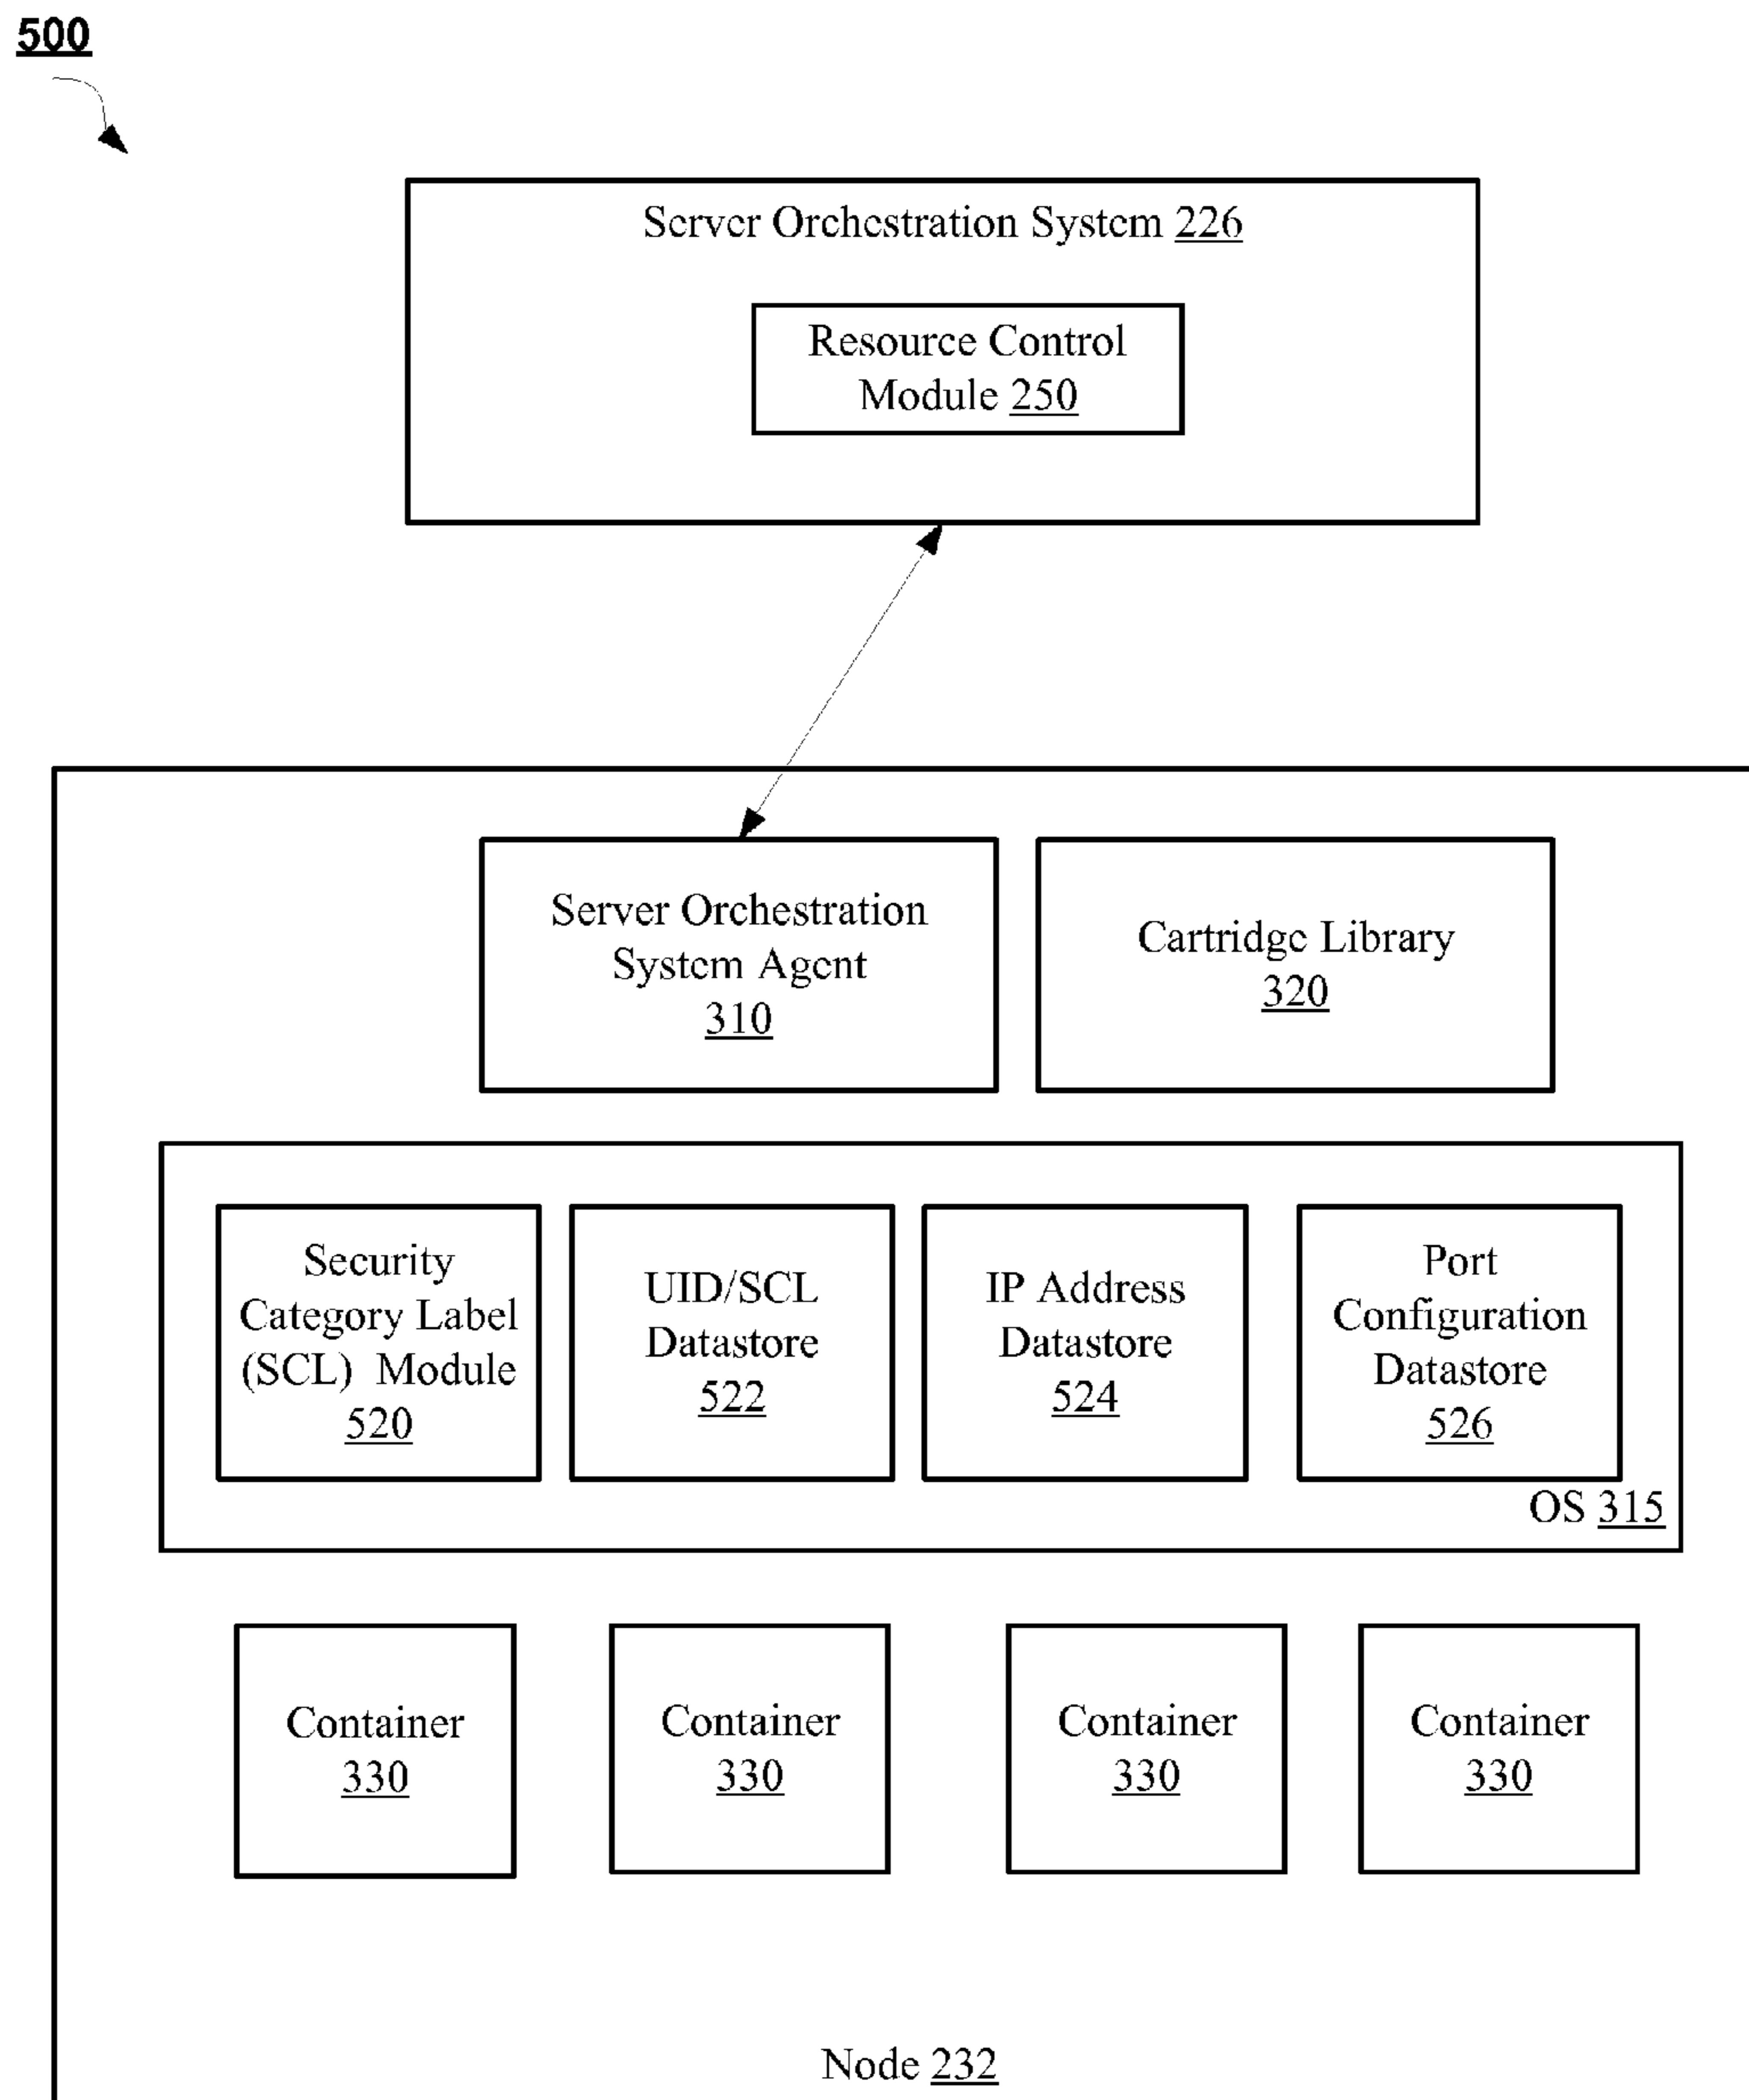 500
Server Orchestration System 226
Resource Control
Module 250
Server Orchestration
System Agent
310
Cartridge Library
320
Security
Category Label
(SCL) Module
520
UID/SCL
Datastore
522
IP Address
Datastore
524
Port
Configuration
Datastore
526
OS 315
Container
330
Container
330
Container
330
Container
330
Node 232